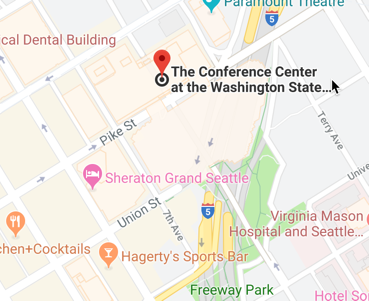 Paramount Theatre
ical Dental Building
The Conference Center
at the Washington State...
Pike St
Terry Ave
Sheraton Grand Seattle
Union St
7th Ave
5
5
Virginia Mason
Hospital and Seattle...
chen+Cocktails
Hagerty's Sports Bar
Freeway Park
Hotel So
Unive